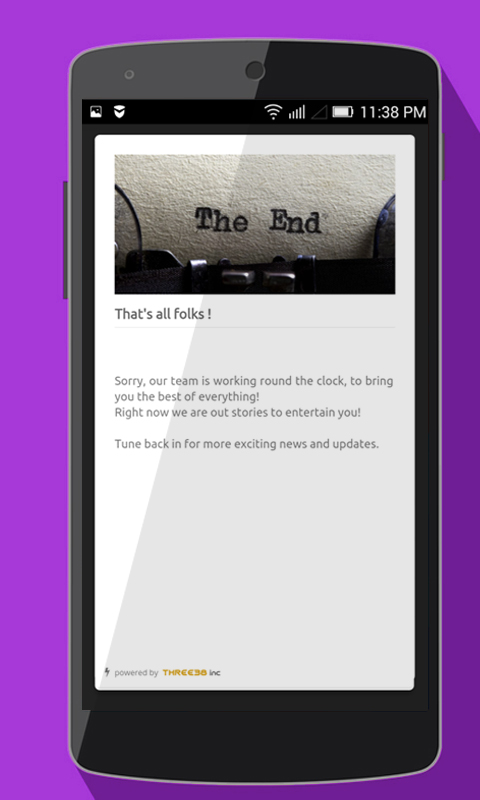 11:38 PM
The End
That's all folks !
Sorry, our team is working round the clock, to bring
you the best of everything!
Right now we are out stories to entertain you!
Tune back in for more exciting news and updates.
powered by THREE38 inc